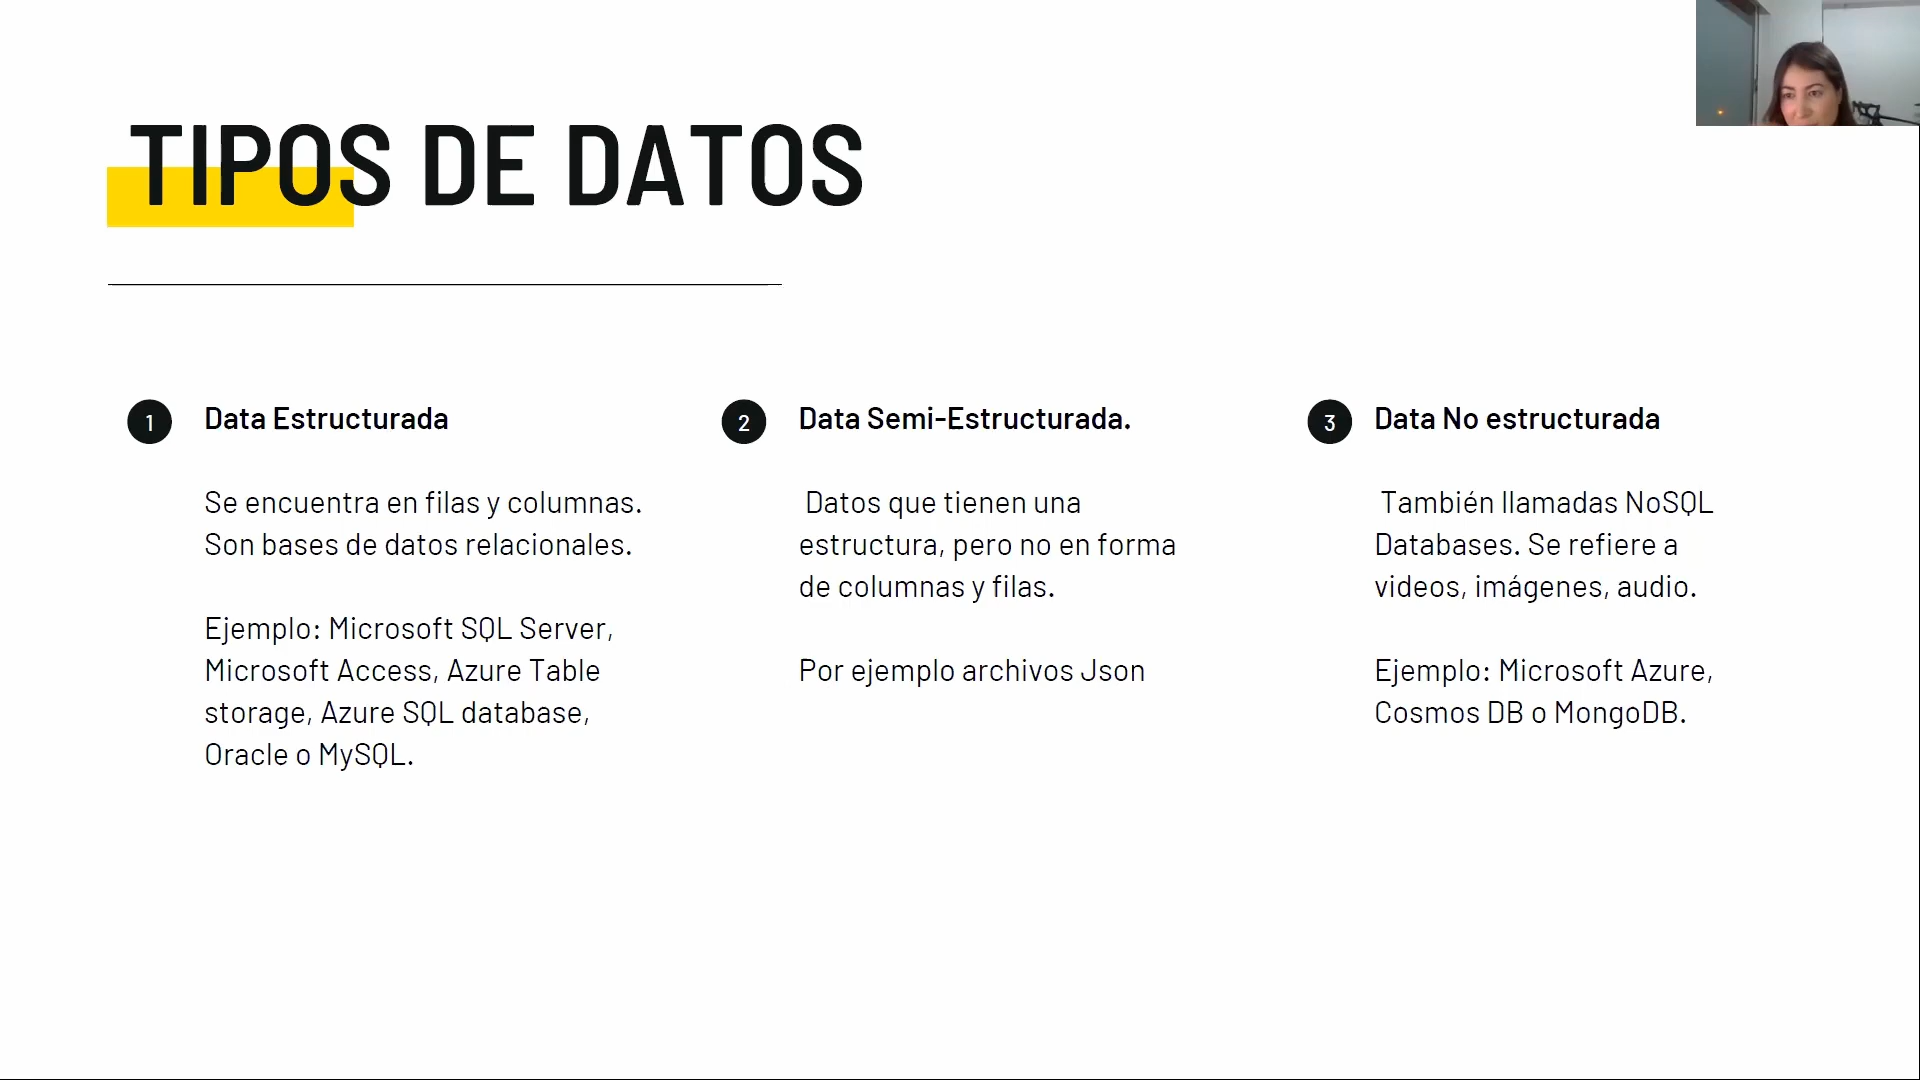 TIPOS DE DATOS
1 Data Estructurada
Se encuentra en filas y columnas.
Son bases de datos relacionales.
Ejemplo: Microsoft SQL Server,
Microsoft Access, Azure Table
storage, Azure SQL database,
Oracle o MySQL.
2 Data Semi-Estructurada.
Datos que tienen una
estructura, pero no en forma
de columnas y filas.
Por ejemplo archivos Json
3 Data No estructurada
También llamadas NoSQL
Databases. Se refiere a
videos, imágenes, audio.
Ejemplo: Microsoft Azure,
Cosmos DB o MongoDB.